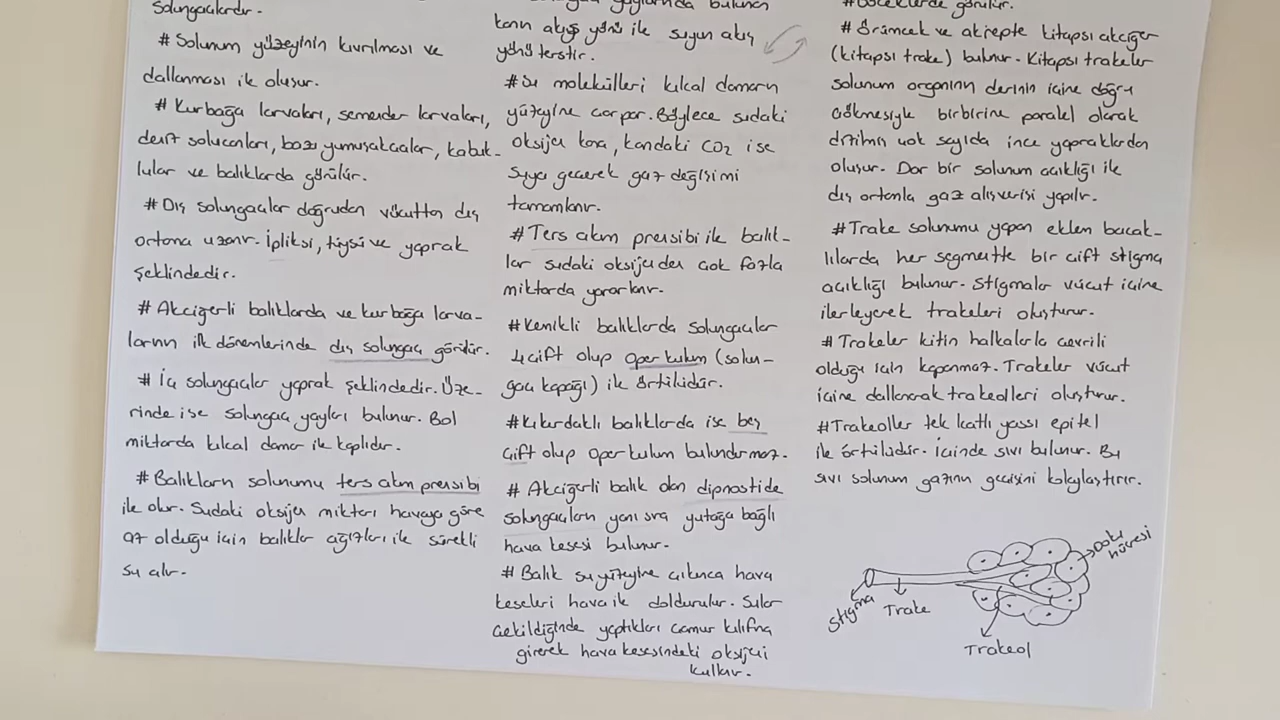 Solungaçlardır.
# Solunum yüzeyinin kıvrılması ve
dallanması ile oluşur.
# Kurbağa larvaları, semender larvaları,
deniz solucanları, bazı yumuşakçalar, kabuk-
lular ve balıklarda görülür.
# Dış solungaçlar doğrudan vücuttan dış
ortama uzanır. İpliksi, tüysü ve yaprak
şeklindedir.
# Akciğerli balıklarda ve kurbağa larva-
larının ilk dönemlerinde dış solungaç görülür.
# İç solungaçlar yaprak şeklindedir. Üze-
rinde ise solungaç yayları bulunur. Bol
miktarda kılcal damar ile kaplıdır.
# Balıkların solunumu ters akım prensibi
ile olur. Sudaki oksijen miktarı havaya göre
az olduğu için balıklar ağızları ile sürekli
su alır.
bulunan
kanın akış yönü ile suyun akış
yönü terstir.
# Su molekülleri kılcal damarın
yüzeyine çarpar. Böylece sudaki
oksijen kana, kandaki CO2 ise
suya geçerek gaz değişimi
tamamlanır.
# Ters akım prensibi ile balık-
lar sudaki oksijenden çok fazla
miktarda yararlanır.
# Kemikli balıklarda solungaçlar
4 çift olup operkulum (solun-
gaç kapağı) ile örtülüdür.
# Kıkırdaklı balıklarda ise beş
çift olup operkulum bulundurmaz.
# Akciğerli balık olan dipnostide
solungaçların yanı sıra yutağa bağlı
hava kesesi bulunur.
# Balık su yüzeyine çıkınca hava
keseleri hava ile doldurulur. Sular
çekildiğinde yaptıkları çamur kılıfına
girerek hava kesesindeki oksijeni
kullanır.
# Böceklerde görülür.
# Örümcek ve akrepte kitapsı akciğer
(kitapsı trake) bulunur. Kitapsı trakeler
solunum organının derinin içine doğru
çökmesiyle birbirine paralel olarak
dizilmiş çok sayıda ince yapraklardan
oluşur. Dar bir solunum açıklığı ile
dış ortamla gaz alışverişi yapılır.
# Trake solunumu yapan eklem bacak-
lılarda her segmentte bir çift stigma
açıklığı bulunur. Stigmalar vücut içine
ilerleyerek trakeleri oluşturur.
# Trakeler kitin halkalarla çevrili
olduğu için kapanmaz. Trakeler vücut
içine dallanarak trakeolleri oluşturur.
# Trakeoller tek katlı yassı epitel
ile örtülüdür. İçinde sıvı bulunur. Bu
sıvı solunum gazının geçişini kolaylaştırır.
Doku
hücresi
Stigma
Trake
Trakeol